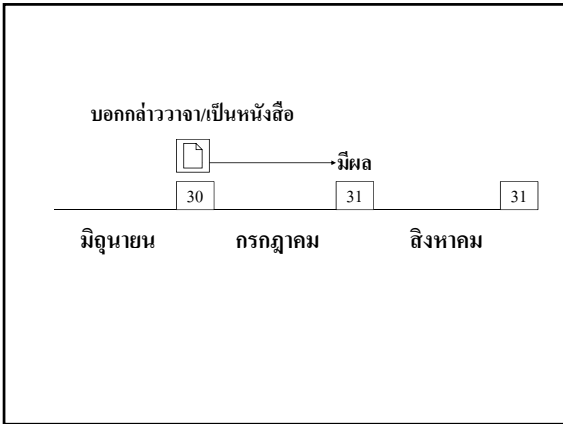 บอกกล่าววาจา/เป็นหนังสือ
มีผล
30 31 31
มิถุนายน กรกฎาคม สิงหาคม